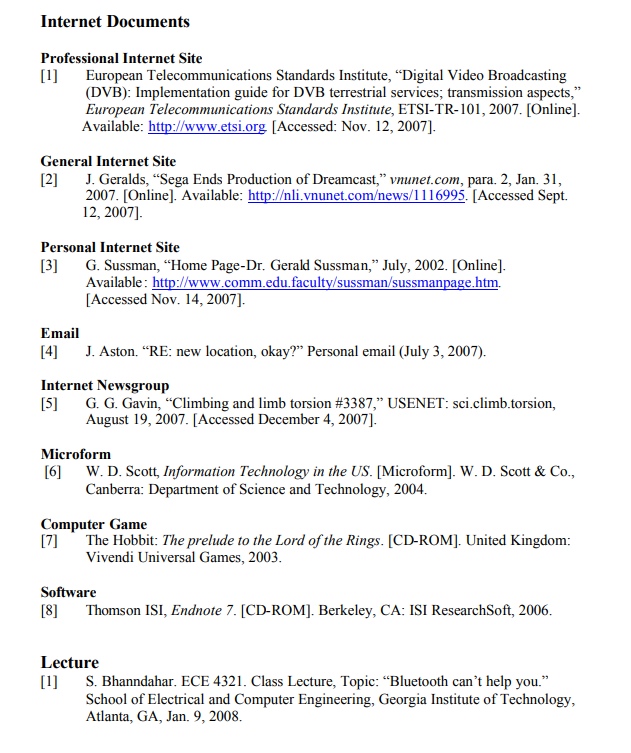 Internet Documents
Professional Internet Site
[1] European Telecommunications Standards Institute, “Digital Video Broadcasting
(DVB): Implementation guide for DVB terrestrial services; transmission aspects,”
European Telecommunications Standards Institute, ETSI-TR-101, 2007. [Online].
Available: http://www.etsi.org [Accessed: Nov. 12, 2007].
General Internet Site
[2] J. Geralds, “Sega Ends Production of Dreamcast,” vnunet.com, para. 2, Jan. 31,
2007. [Online]. Available: http://nli.vnunet.com/news/1116995. [Accessed Sept.
12, 2007].
Personal Internet Site
[3] G. Sussman, “Home Page-Dr. Gerald Sussman,” July, 2002. [Online].
Available: http://www.comm.edu.faculty/sussman/sussmanpage.htm.
[Accessed Nov. 14, 2007].
Email
[4] J. Aston. “RE: new location, okay?” Personal email (July 3, 2007).
Internet Newsgroup
[5] G. G. Gavin, “Climbing and limb torsion #3387,” USENET: sci.climb.torsion,
August 19, 2007. [Accessed December 4, 2007].
Microform
[6] W. D. Scott, Information Technology in the US. [Microform]. W. D. Scott & Co.,
Canberra: Department of Science and Technology, 2004.
Computer Game
[7] The Hobbit: The prelude to the Lord of the Rings. [CD-ROM]. United Kingdom:
Vivendi Universal Games, 2003.
Software
[8] Thomson ISI, Endnote 7. [CD-ROM]. Berkeley, CA: ISI ResearchSoft, 2006.
Lecture
[1] S. Bhanndahar. ECE 4321. Class Lecture, Topic: “Bluetooth can’t help you.”
School of Electrical and Computer Engineering, Georgia Institute of Technology,
Atlanta, GA, Jan. 9, 2008.